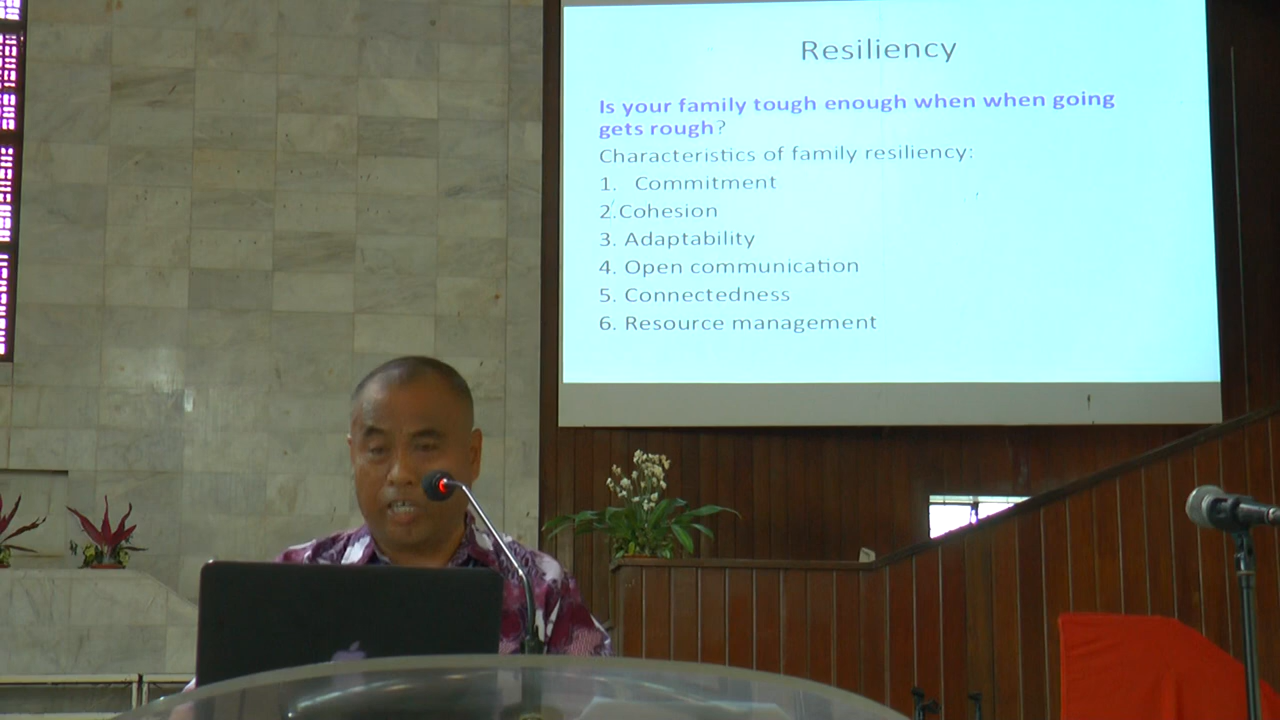 Resiliency
Is your family tough enough when when going
gets rough?
Characteristics of family resiliency:
1. Commitment
2.Cohesion
3. Adaptability
4. Open communication
5. Connectedness
6. Resource management